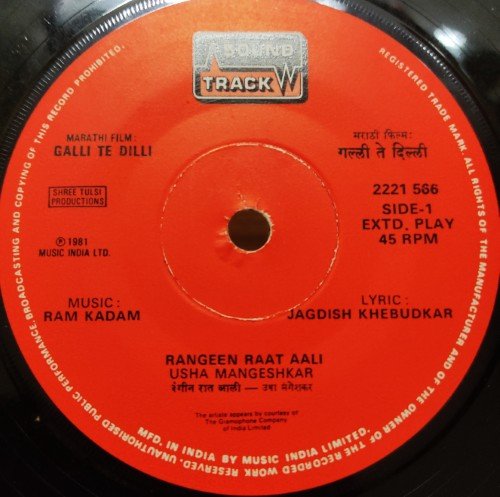 SOUND
TRACK
MARATHI FILM:
GALLI TE DILLI
मराठी फिल्म:
गल्ली ते दिल्ली
SHREE TULSI
PRODUCTIONS
2221 566
SIDE-1
EXTD. PLAY
45 RPM
Ⓟ 1981
MUSIC INDIA LTD.
MUSIC:
RAM KADAM
LYRIC:
JAGDISH KHEBUDKAR
RANGEEN RAAT AALI
USHA MANGESHKAR
रंगीन रात आली — उषा मंगेशकर
The artiste appears by courtesy of
The Gramophone Company
of India Limited
MFD. IN INDIA BY MUSIC INDIA LIMITED.
REGISTERED TRADE MARK. ALL RIGHTS OF THE MANUFACTURER AND OF THE OWNER OF THE RECORDED WORK RESERVED. UNAUTHORISED PUBLIC PERFORMANCE, BROADCASTING AND COPYING OF THIS RECORD PROHIBITED.